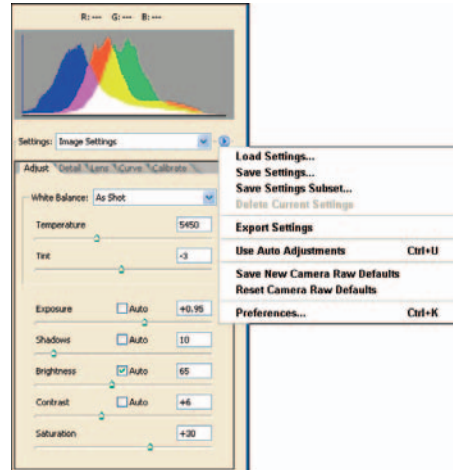 R: --- G: --- B: ---
Settings: Image Settings
Adjust Detail Lens Curve Calibrate
White Balance: As Shot
Temperature 5450
Tint -3
Exposure Auto +0.95
Shadows Auto 10
Brightness Auto 65
Contrast Auto +6
Saturation +30
Load Settings...
Save Settings...
Save Settings Subset...
Delete Current Settings
Export Settings
Use Auto Adjustments Ctrl+U
Save New Camera Raw Defaults
Reset Camera Raw Defaults
Preferences... Ctrl+K